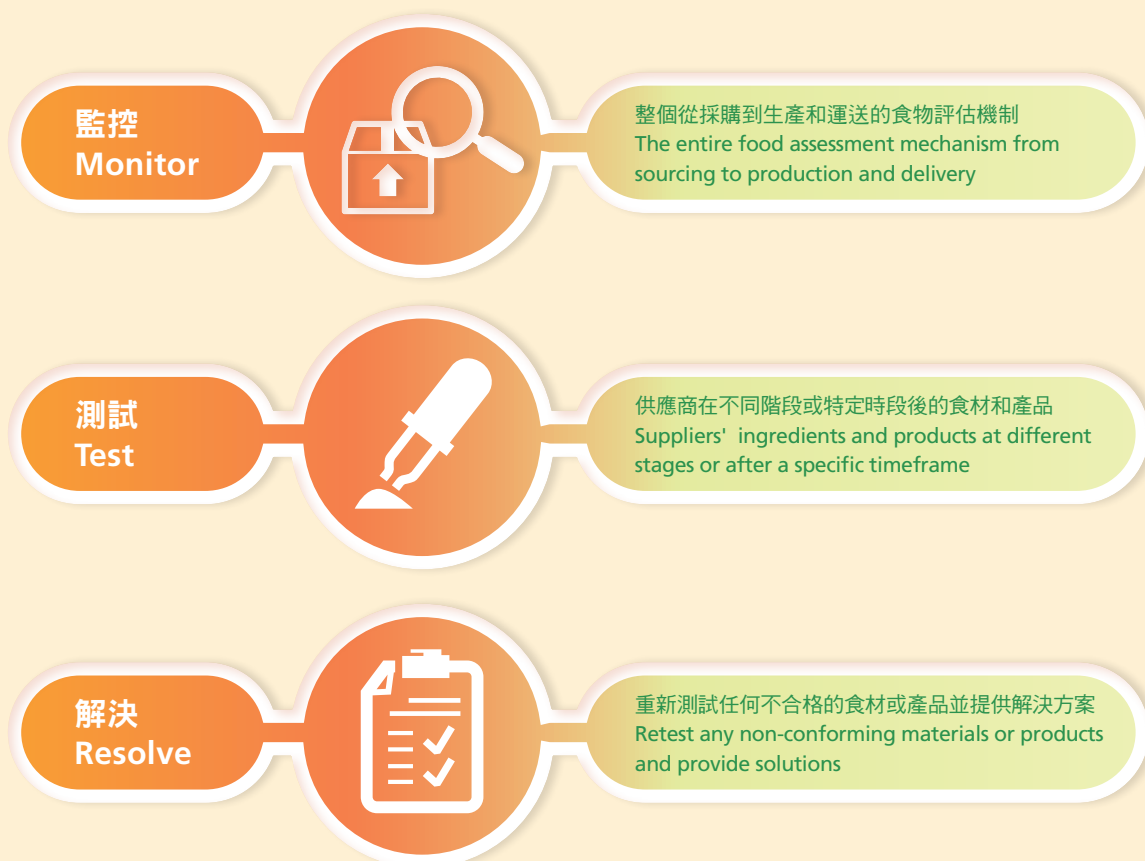 監控
Monitor
整個從採購到生產和運送的食物評估機制
The entire food assessment mechanism from
sourcing to production and delivery
測試
Test
供應商在不同階段或特定時段後的食材和產品
Suppliers' ingredients and products at different
stages or after a specific timeframe
解決
Resolve
重新測試任何不合格的食材或產品並提供解決方案
Retest any non-conforming materials or products
and provide solutions